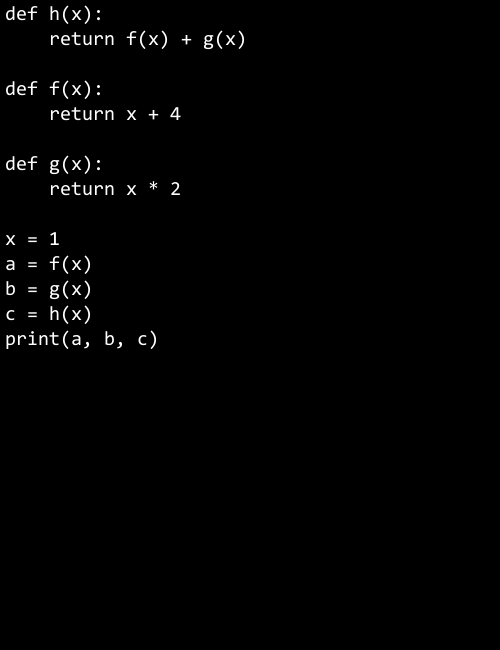 def h(x):
    return f(x) + g(x)

def f(x):
    return x + 4

def g(x):
    return x * 2

x = 1
a = f(x)
b = g(x)
c = h(x)
print(a, b, c)